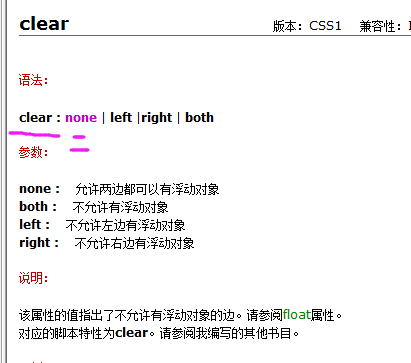 clear
版本：CSS1 兼容性：
语法：
clear : none | left |right | both
参数：
none： 允许两边都可以有浮动对象
both： 不允许有浮动对象
left： 不允许左边有浮动对象
right： 不允许右边有浮动对象
说明：
该属性的值指出了不允许有浮动对象的边。请参阅float属性。
对应的脚本特性为clear。请参阅我编写的其他书目。